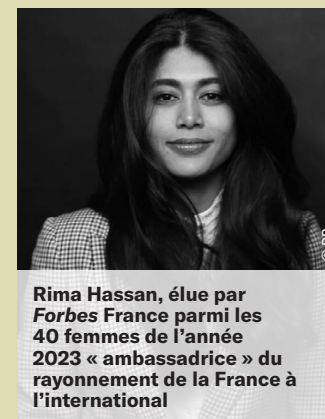 Rima Hassan, élue par
Forbes France parmi les
40 femmes de l’année
2023 « ambassadrice » du
rayonnement de la France à
l’international